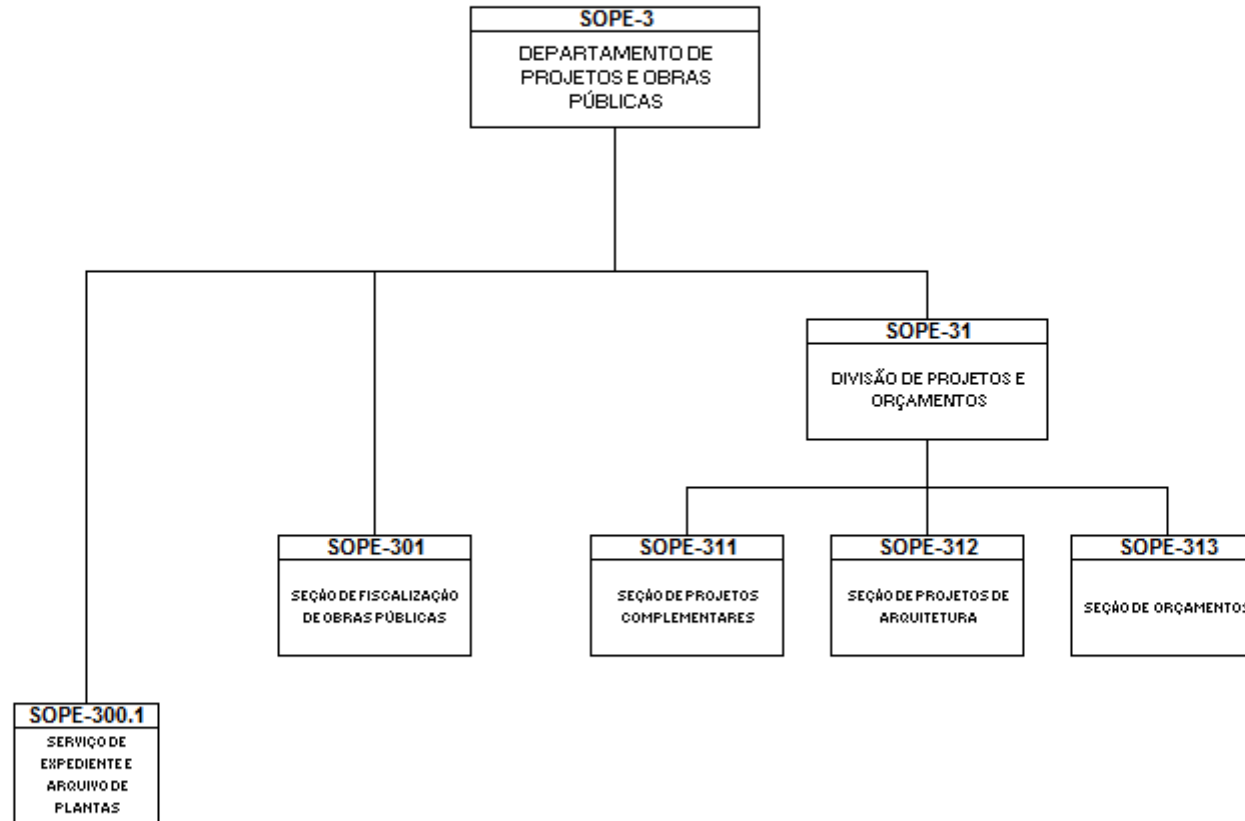 SOPE-3
DEPARTAMENTO DE
PROJETOS E OBRAS
PÚBLICAS
SOPE-31
DIVISÃO DE PROJETOS E
ORÇAMENTOS
SOPE-301
SEÇÃO DE FISCALIZAÇÃO
DE OBRAS PÚBLICAS
SOPE-311
SEÇÃO DE PROJETOS
COMPLEMENTARES
SOPE-312
SEÇÃO DE PROJETOS DE
ARQUITETURA
SOPE-313
SEÇÃO DE ORÇAMENTOS
SOPE-300.1
SERVIÇO DE
EXPEDIENTE E
ARQUIVO DE
PLANTAS